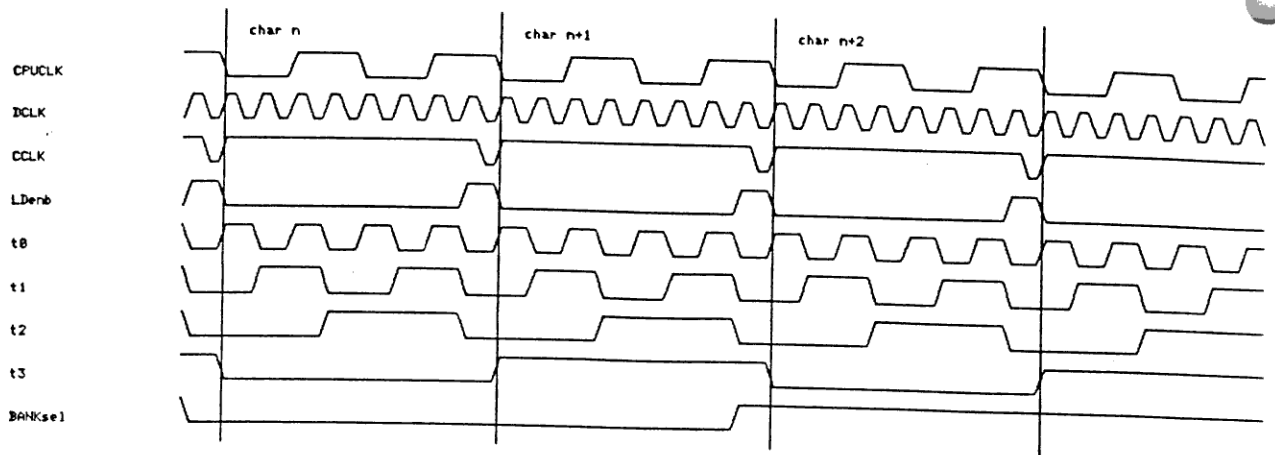 char n
char n+1
char n+2
CPUCLK
DCLK
CCLK
LDenb
t0
t1
t2
t3
BANKsel